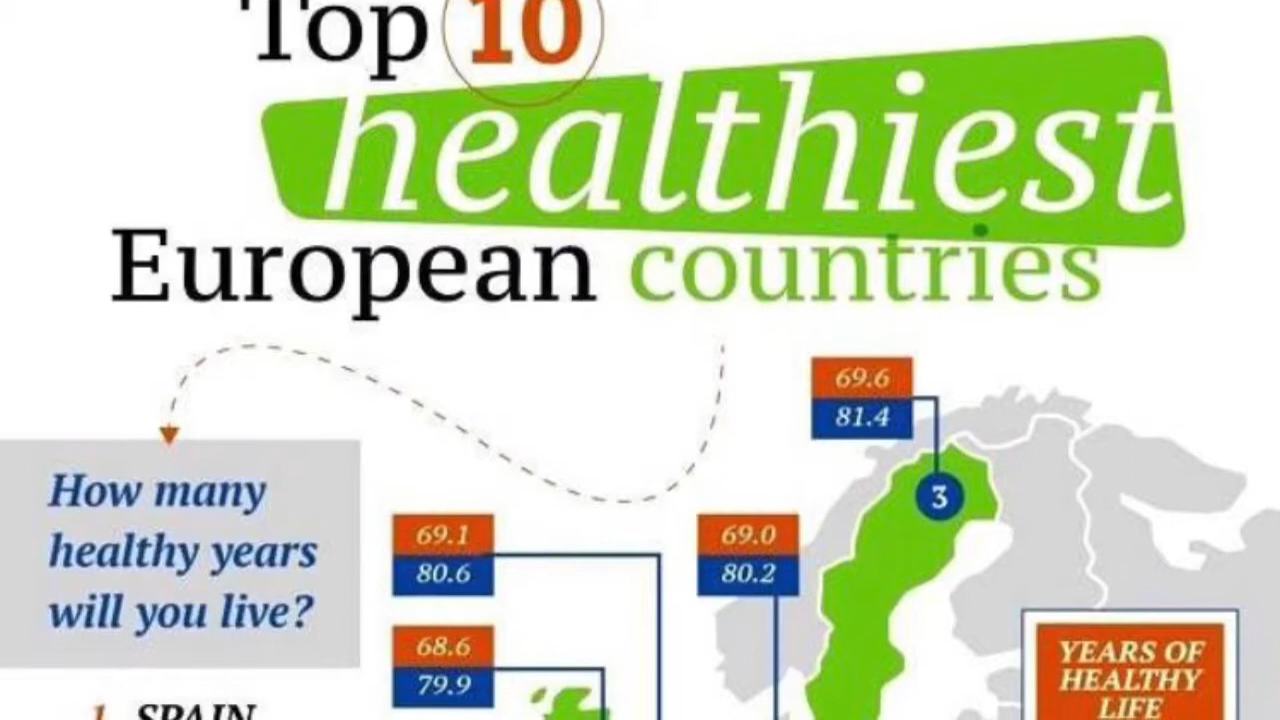 Top 10
healthiest
European countries
69.6
81.4
3
How many
healthy years
will you live?
69.1
80.6
69.0
80.2
68.6
79.9
YEARS OF
HEALTHY
LIFE
1 SPAIN